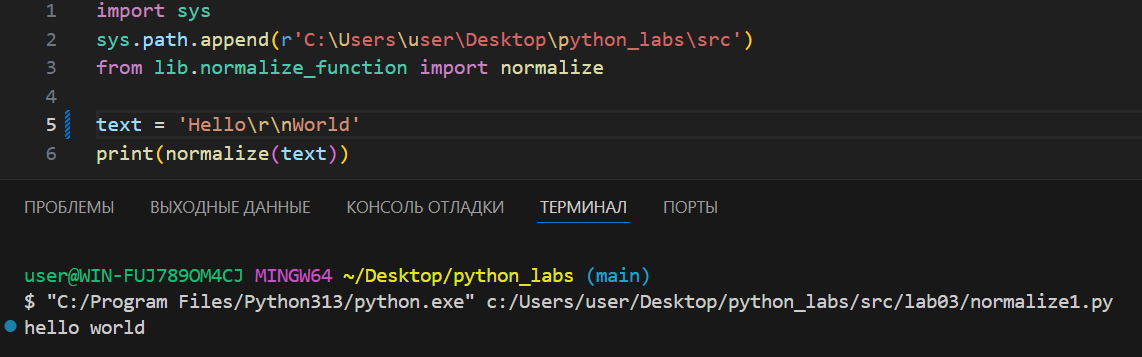 1 import sys
2 sys.path.append(r'C:\Users\user\Desktop\python_labs\src')
3 from lib.normalize_function import normalize
4
5 text = 'Hello\r\nWorld'
6 print(normalize(text))
ПРОБЛЕМЫ ВЫХОДНЫЕ ДАННЫЕ КОНСОЛЬ ОТЛАДКИ ТЕРМИНАЛ ПОРТЫ
user@WIN-FUJ789OM4CJ MINGW64 ~/Desktop/python_labs (main)
$ "C:/Program Files/Python313/python.exe" c:/Users/user/Desktop/python_labs/src/lab03/normalize1.py
hello world